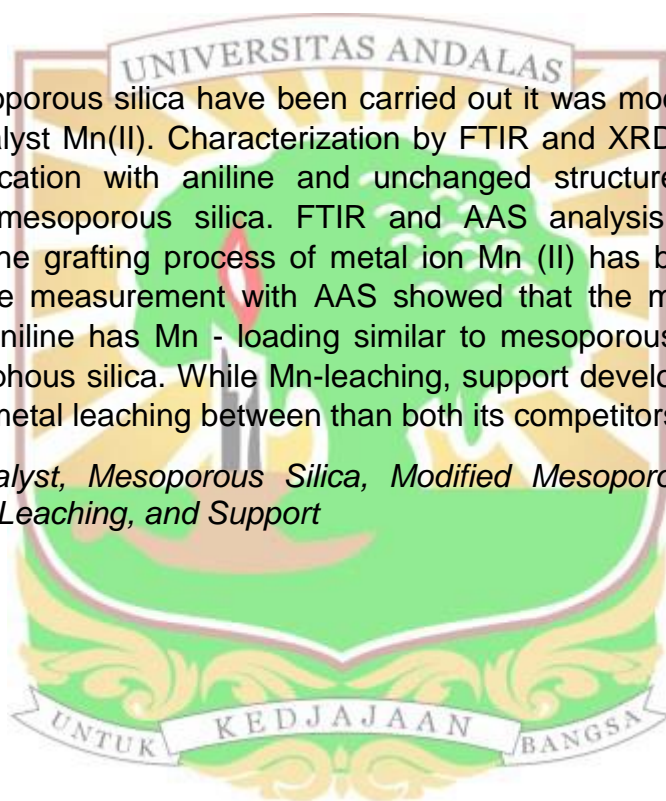 UNIVERSITAS ANDALAS
oporous silica have been carried out it was mo
alyst Mn(II). Characterization by FTIR and XRD
ication with aniline and unchanged structure
mesoporous silica. FTIR and AAS analysis
he grafting process of metal ion Mn (II) has b
e measurement with AAS showed that the m
niline has Mn - loading similar to mesoporous
ohous silica. While Mn-leaching, support develo
metal leaching between than both its competitors
alyst, Mesoporous Silica, Modified Mesoporo
Leaching, and Support
UNTUK KEDJAJAAN BANGSA